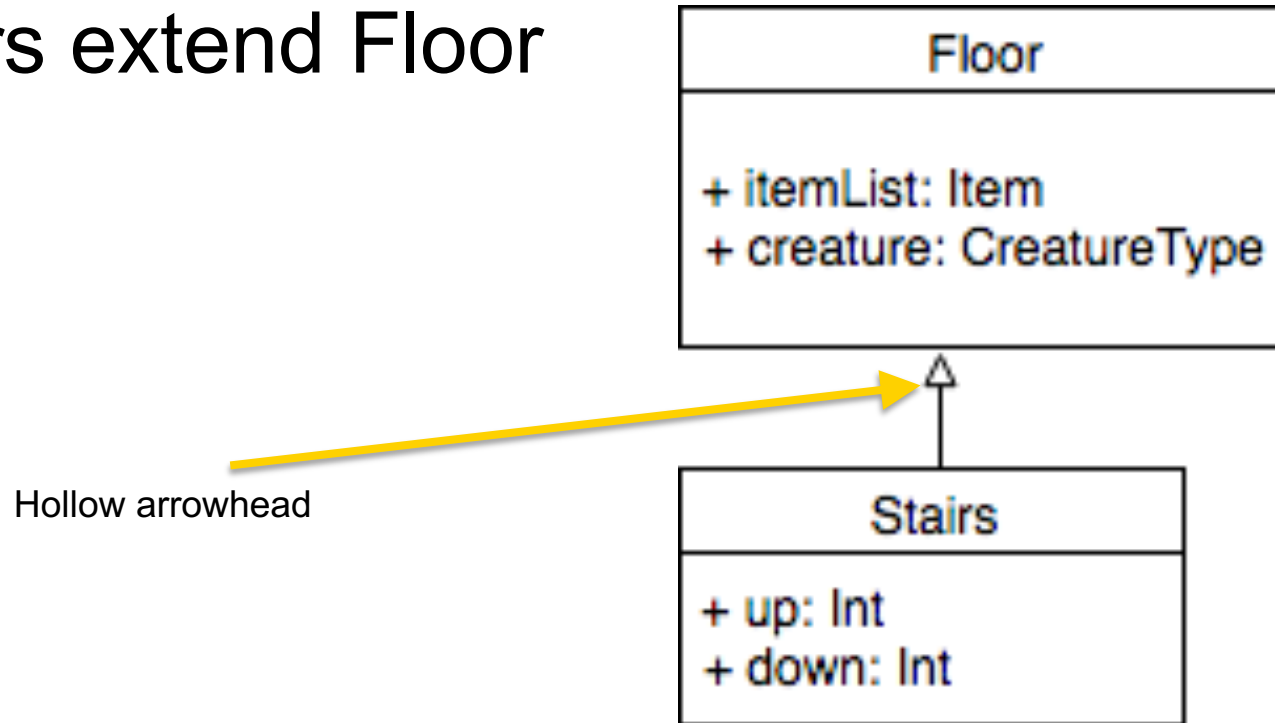 rs extend Floor
Floor
+ itemList: Item
+ creature: CreatureType
Hollow arrowhead
Stairs
+ up: Int
+ down: Int